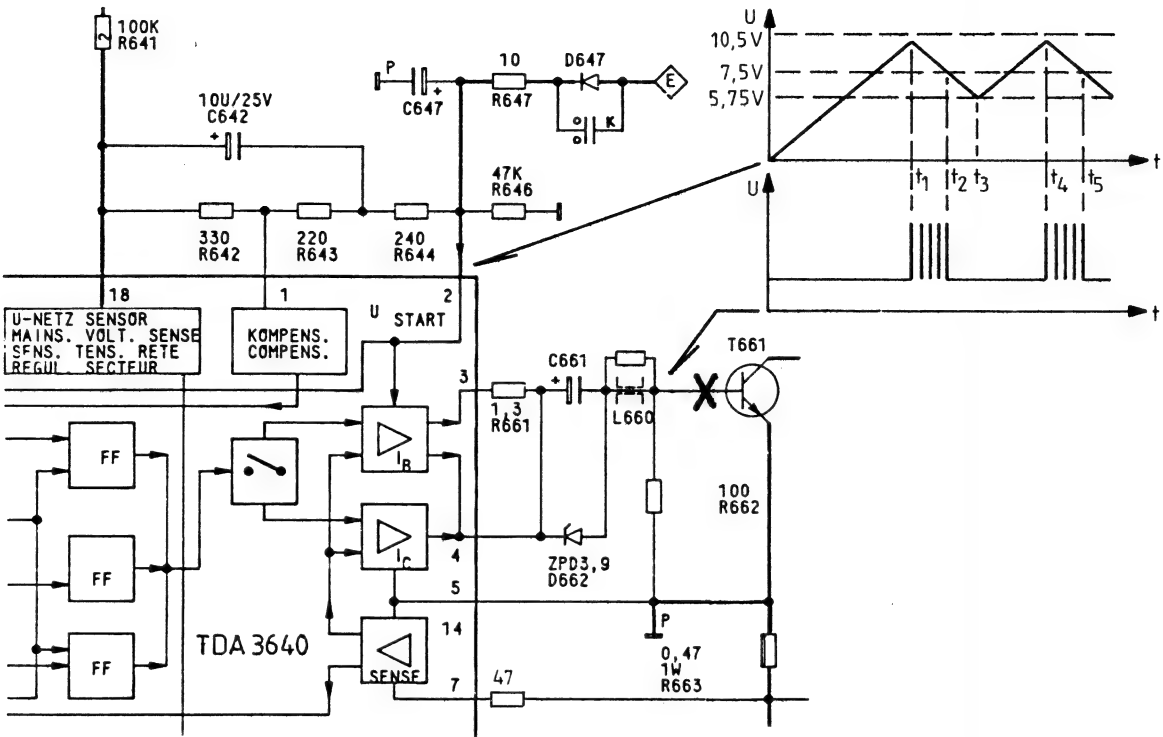 100K
R641
2
10U/25V
C642
P
C647
+
10
R647
D647
E
K
47K
R646
330
R642
220
R643
240
R644
18
1
2
U-NETZ SENSOR
MAINS. VOLT. SENSE
SENS. TENS. RETE
REGUL. SECTEUR
KOMPENS.
COMPENS.
U START
FF
FF
FF
TDA 3640
IB
IC
SENSE
3
4
5
14
7
1,3
R661
+
C661
L660
ZPD3,9
D662
X
T661
100
R662
P
0,47
1W
R663
47
U
10,5V
7,5V
5,75V
t
t1
t2
t3
t4
t5
U
t